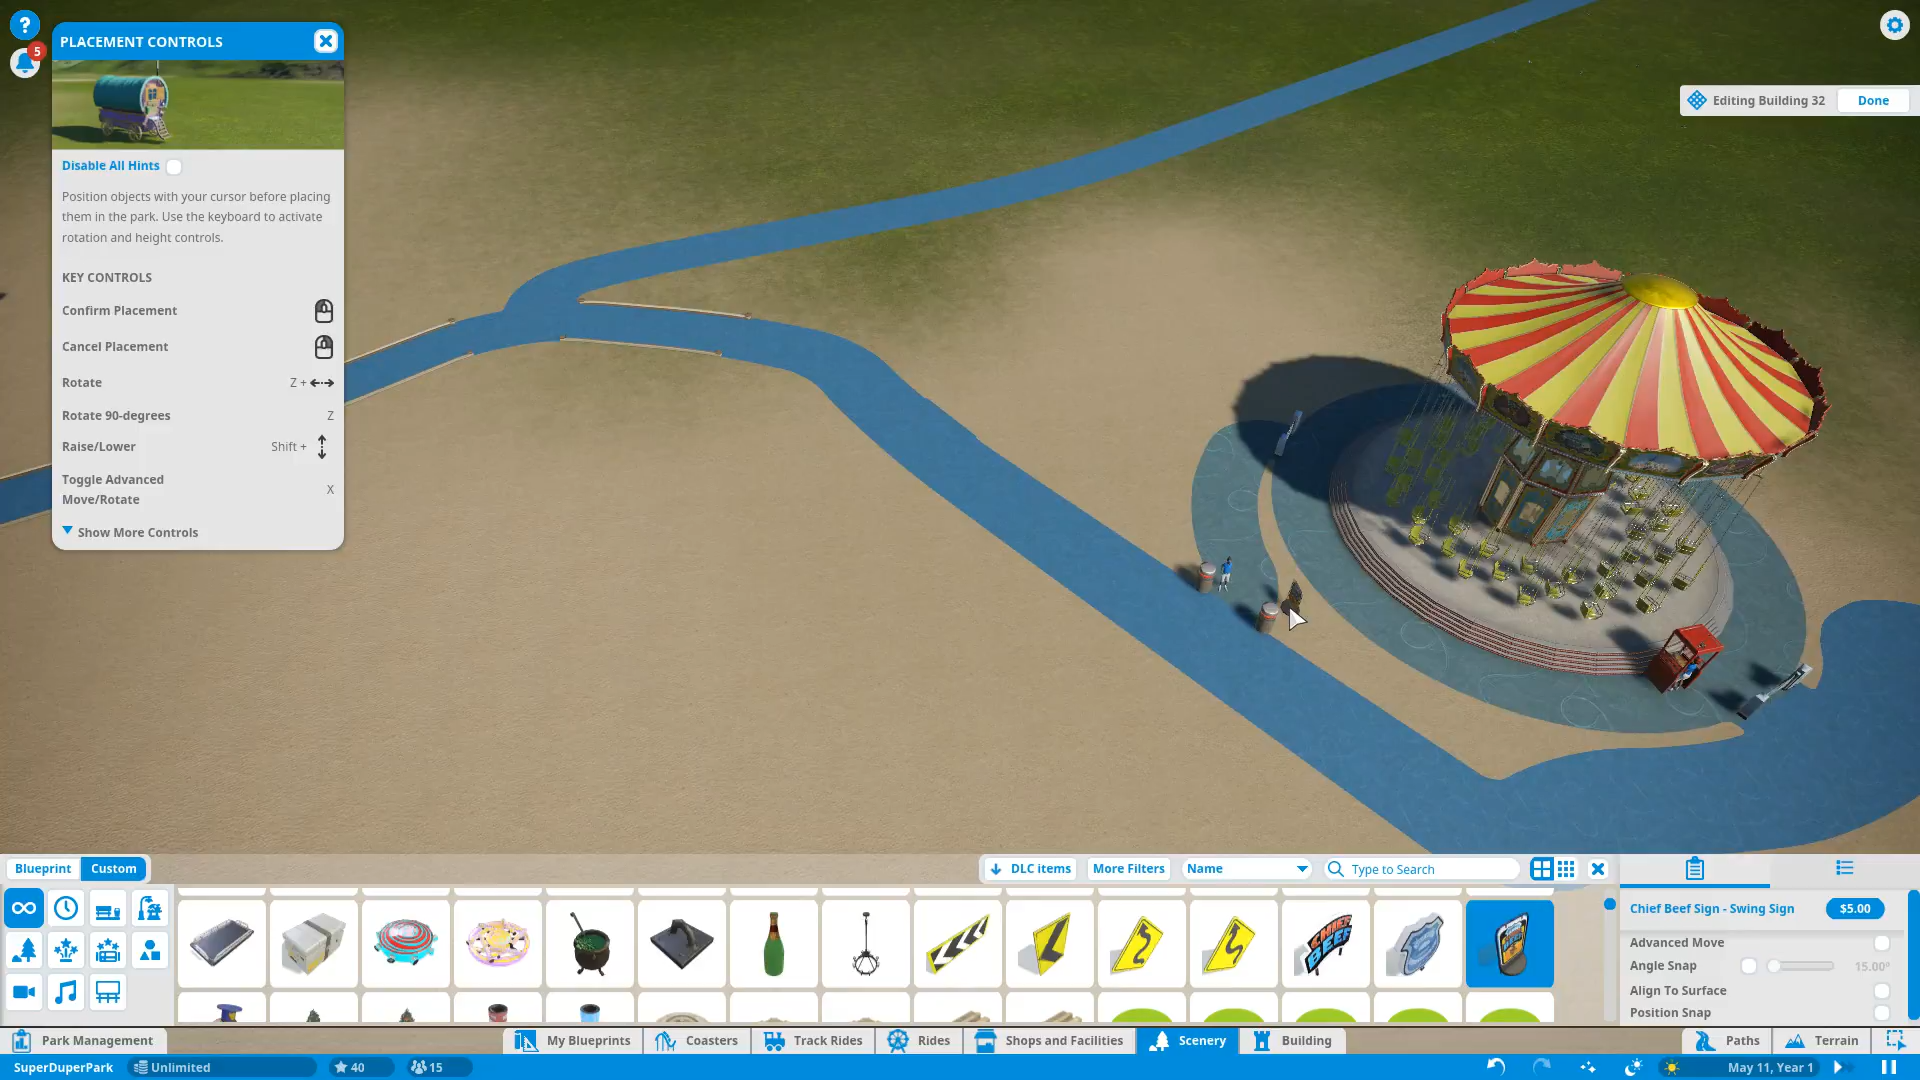 ?
5
PLACEMENT CONTROLS
Disable All Hints
Position objects with your cursor before placing
them in the park. Use the keyboard to activate
rotation and height controls.
KEY CONTROLS
Confirm Placement
Cancel Placement
Rotate Z +
Rotate 90-degrees Z
Raise/Lower Shift +
Toggle Advanced
Move/Rotate X
Show More Controls
Editing Building 32 Done
Blueprint Custom
DLC items More Filters Name Type to Search
CHIEF
BEEF
Chief Beef Sign - Swing Sign $5.00
Advanced Move
Angle Snap 15.00°
Align To Surface
Position Snap
Park Management My Blueprints Coasters Track Rides Rides Shops and Facilities Scenery Building Paths Terrain
SuperDuperPark Unlimited 40 15 May 11, Year 1